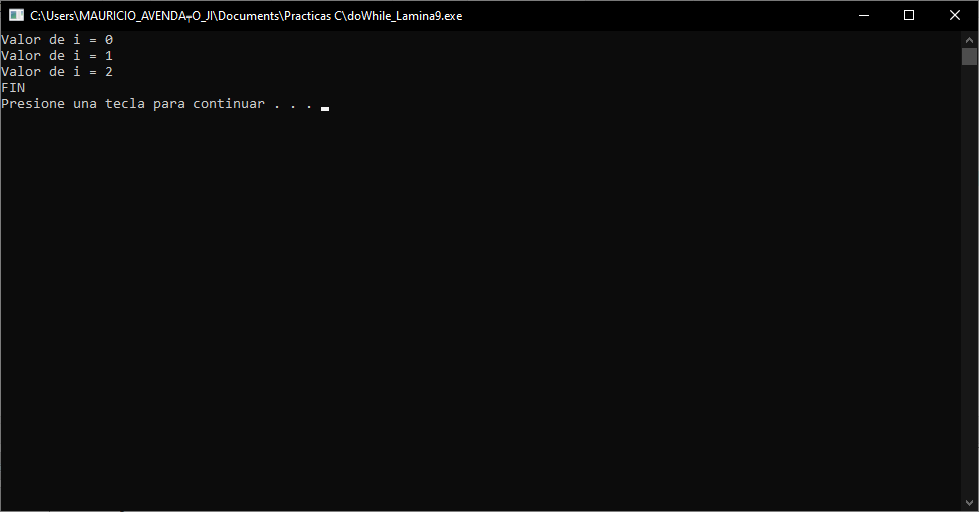 C:\Users\MAURICIO_AVENDA╤O_JI\Documents\Practicas C\doWhile_Lamina9.exe
Valor de i = 0
Valor de i = 1
Valor de i = 2
FIN
Presione una tecla para continuar . . .